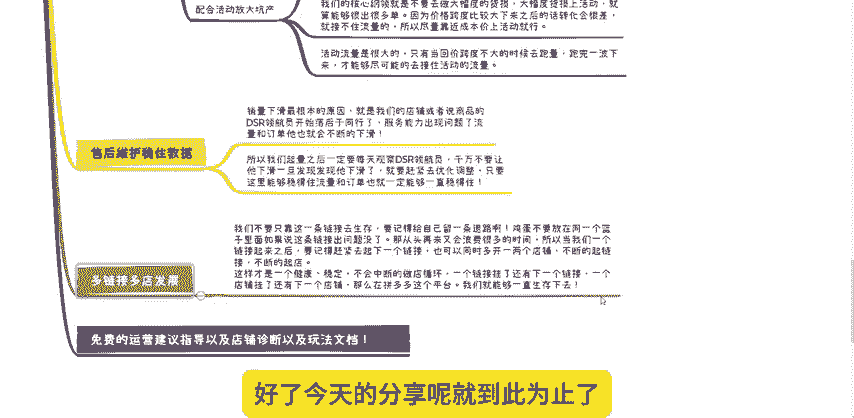 我们的核心纲领就是不要去做大幅度的货损，大幅度货损上活动，就
算能够做出很多单。因为价格跨度比较大下来之后的话转化会很差，
就接不住流量的，所以尽量靠近成本价上活动就行。
配合活动放大坑产
活动流量是很大的，只有当回价跨度不大的时候去跑量，跑完一波下
来，才能够尽可能的去接住活动的流量。
销量下滑最根本的原因，就是我们的店铺或者说商品的
DSR领航员开始落后于同行了，服务能力出现问题了流
量和订单他也就会不断的下滑！
售后维护稳住数据
所以我们起量之后一定要每天观察DSR领航员，千万不要让
他下滑一旦发现发现他下滑了，就要赶紧去优化调整。只要
这里能够稳得住流量和订单也就一定能够一直稳得住！
我们不要只靠这一条链接去生存，要记得给自己留一条退路啊！鸡蛋不要放在同一个篮
子里面如果说这条链接出问题没了。那从头再来又会浪费很多的时间，所以当我们一个
链接起来之后，要记得赶紧去起下一个链接，也可以同时多开一两个店铺，不断的起链
接，不断的起店。
多链接多店发展
这样才是一个健康、稳定，不会中断的做店循环，一个链接挂了还有下一个链接，一个
店铺挂了还有下一个店铺，那么在拼多多这个平台。我们就能够一直生存下去！
免费的运营建议指导以及店铺诊断以及玩法文档！
好了今天的分享呢就到此为止了